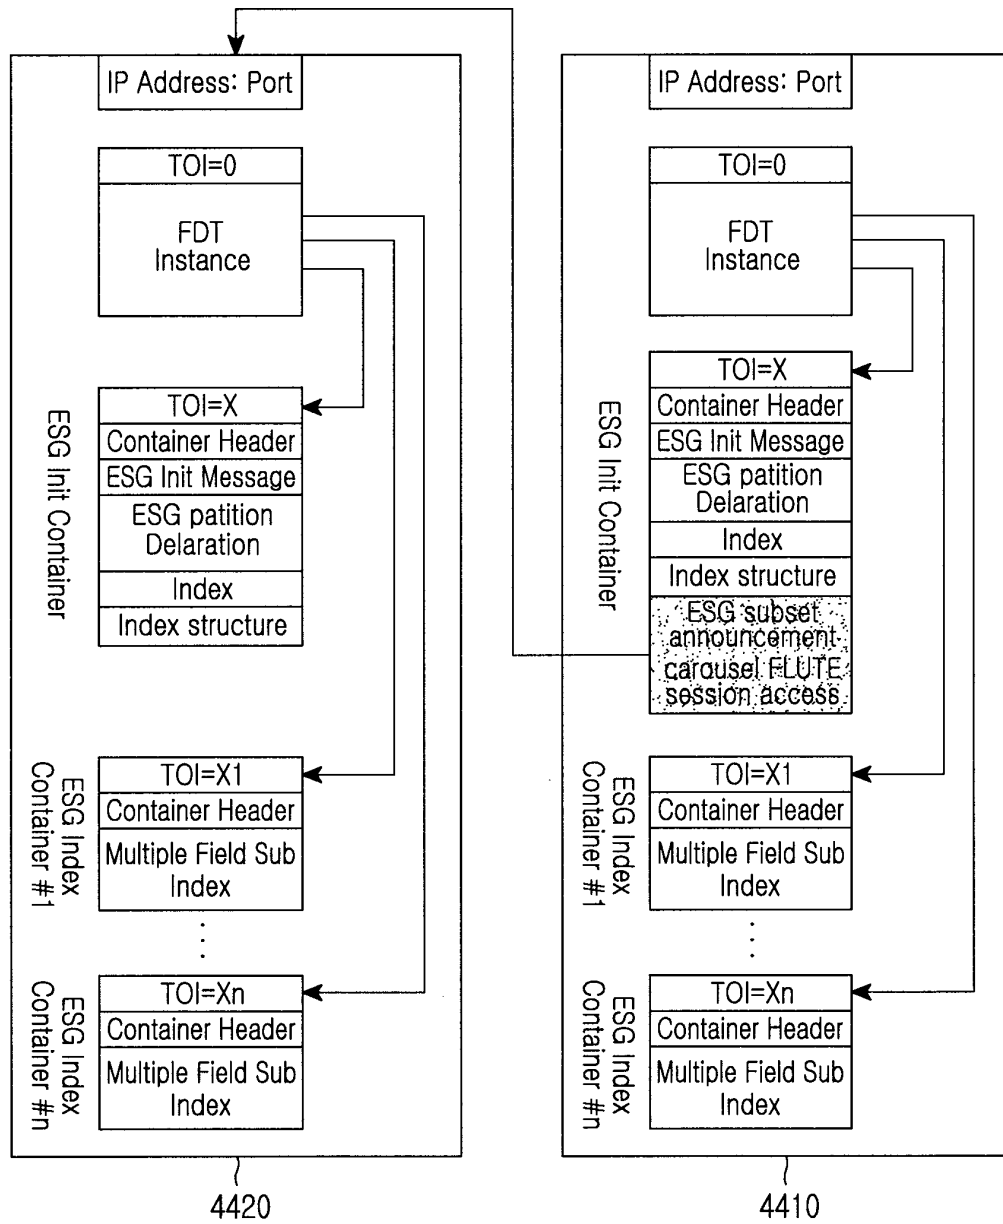 IP Address: Port
TOI=0
FDT
Instance
ESG Init Container
TOI=X
Container Header
ESG Init Message
ESG patition
Delaration
Index
Index structure
ESG Index
Container #1
TOI=X1
Container Header
Multiple Field Sub
Index
ESG Index
Container #n
TOI=Xn
Container Header
Multiple Field Sub
Index
4420
IP Address: Port
TOI=0
FDT
Instance
ESG Init Container
TOI=X
Container Header
ESG Init Message
ESG patition
Delaration
Index
Index structure
ESG subset
announcement
carousel FLUTE
session access
ESG Index
Container #1
TOI=X1
Container Header
Multiple Field Sub
Index
ESG Index
Container #n
TOI=Xn
Container Header
Multiple Field Sub
Index
4410